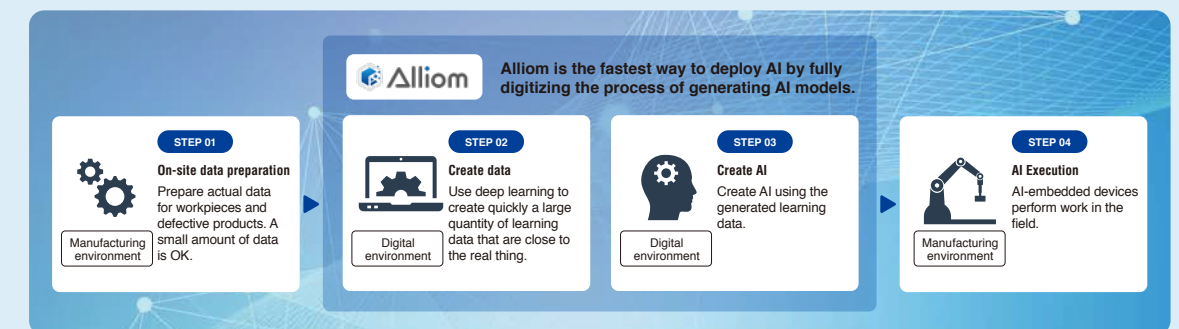 Alliom
Alliom is the fastest way to deploy AI by fully
digitizing the process of generating AI models.
STEP 01
On-site data preparation
Prepare actual data
for workpieces and
defective products. A
small amount of data
is OK.
Manufacturing
environment
STEP 02
Create data
Use deep learning to
create quickly a large
quantity of learning
data that are close to
the real thing.
Digital
environment
STEP 03
Create AI
Create AI using the
generated learning
data.
Digital
environment
STEP 04
AI Execution
AI-embedded devices
perform work in the
field.
Manufacturing
environment